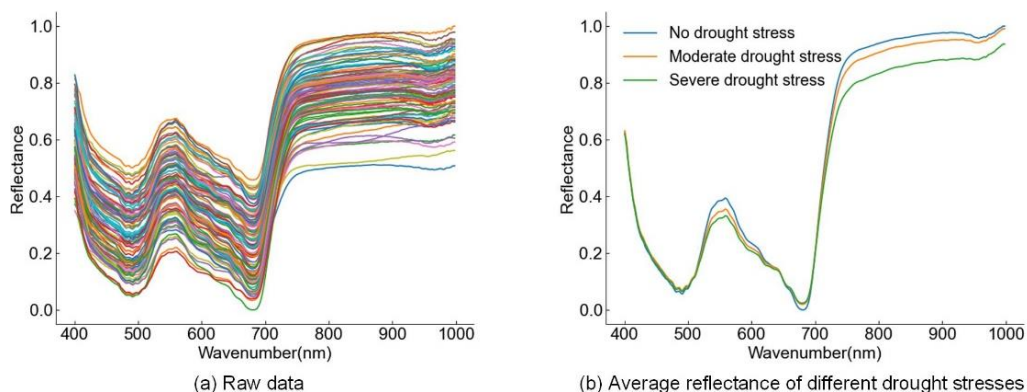 1.0
0.8
0.6
0.4
0.2
0.0
Reflectance
400 500 600 700 800 900 1000
Wavenumber(nm)
(a) Raw data
No drought stress
Moderate drought stress
Severe drought stress
1.0
0.8
0.6
0.4
0.2
0.0
Reflectance
400 500 600 700 800 900 1000
Wavenumber(nm)
(b) Average reflectance of different drought stresses